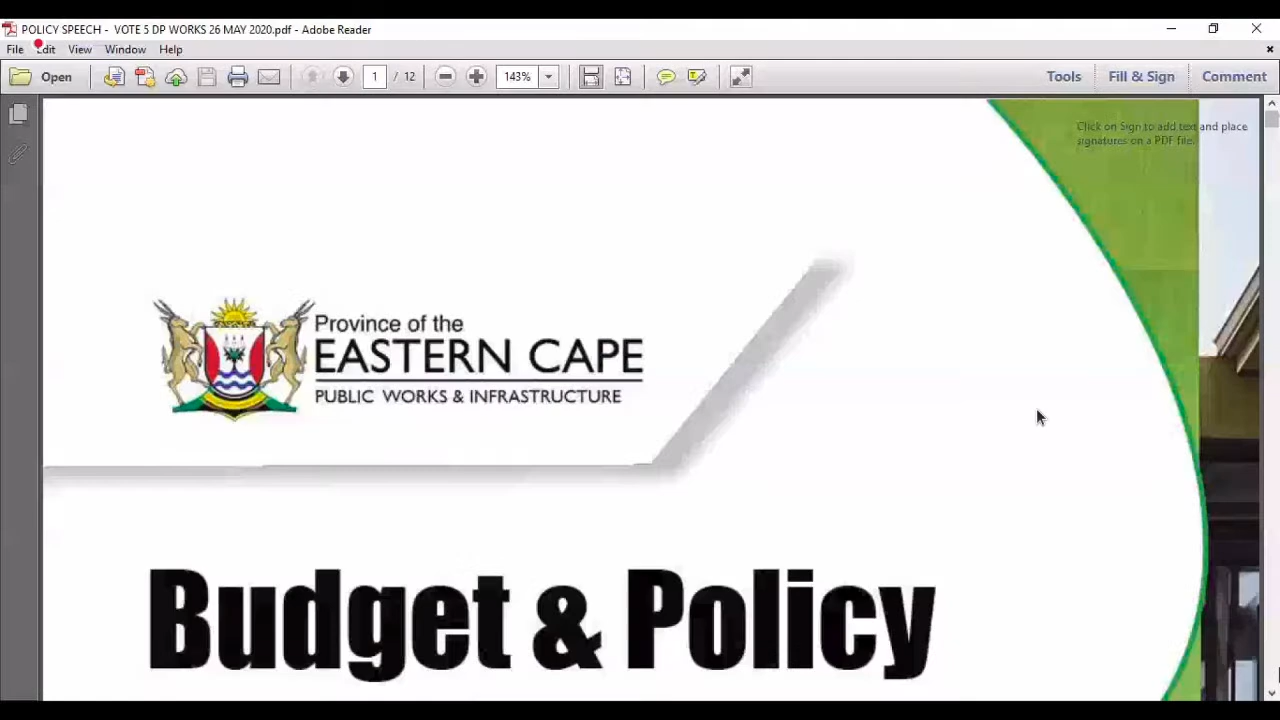 POLICY SPEECH - VOTE 5 DP WORKS 26 MAY 2020.pdf - Adobe Reader
File Edit View Window Help
Open 1 / 12 143% Tools Fill & Sign Comment
Click on Sign to add text and place
signatures on a PDF file.
Province of the
EASTERN CAPE
PUBLIC WORKS & INFRASTRUCTURE
Budget & Policy